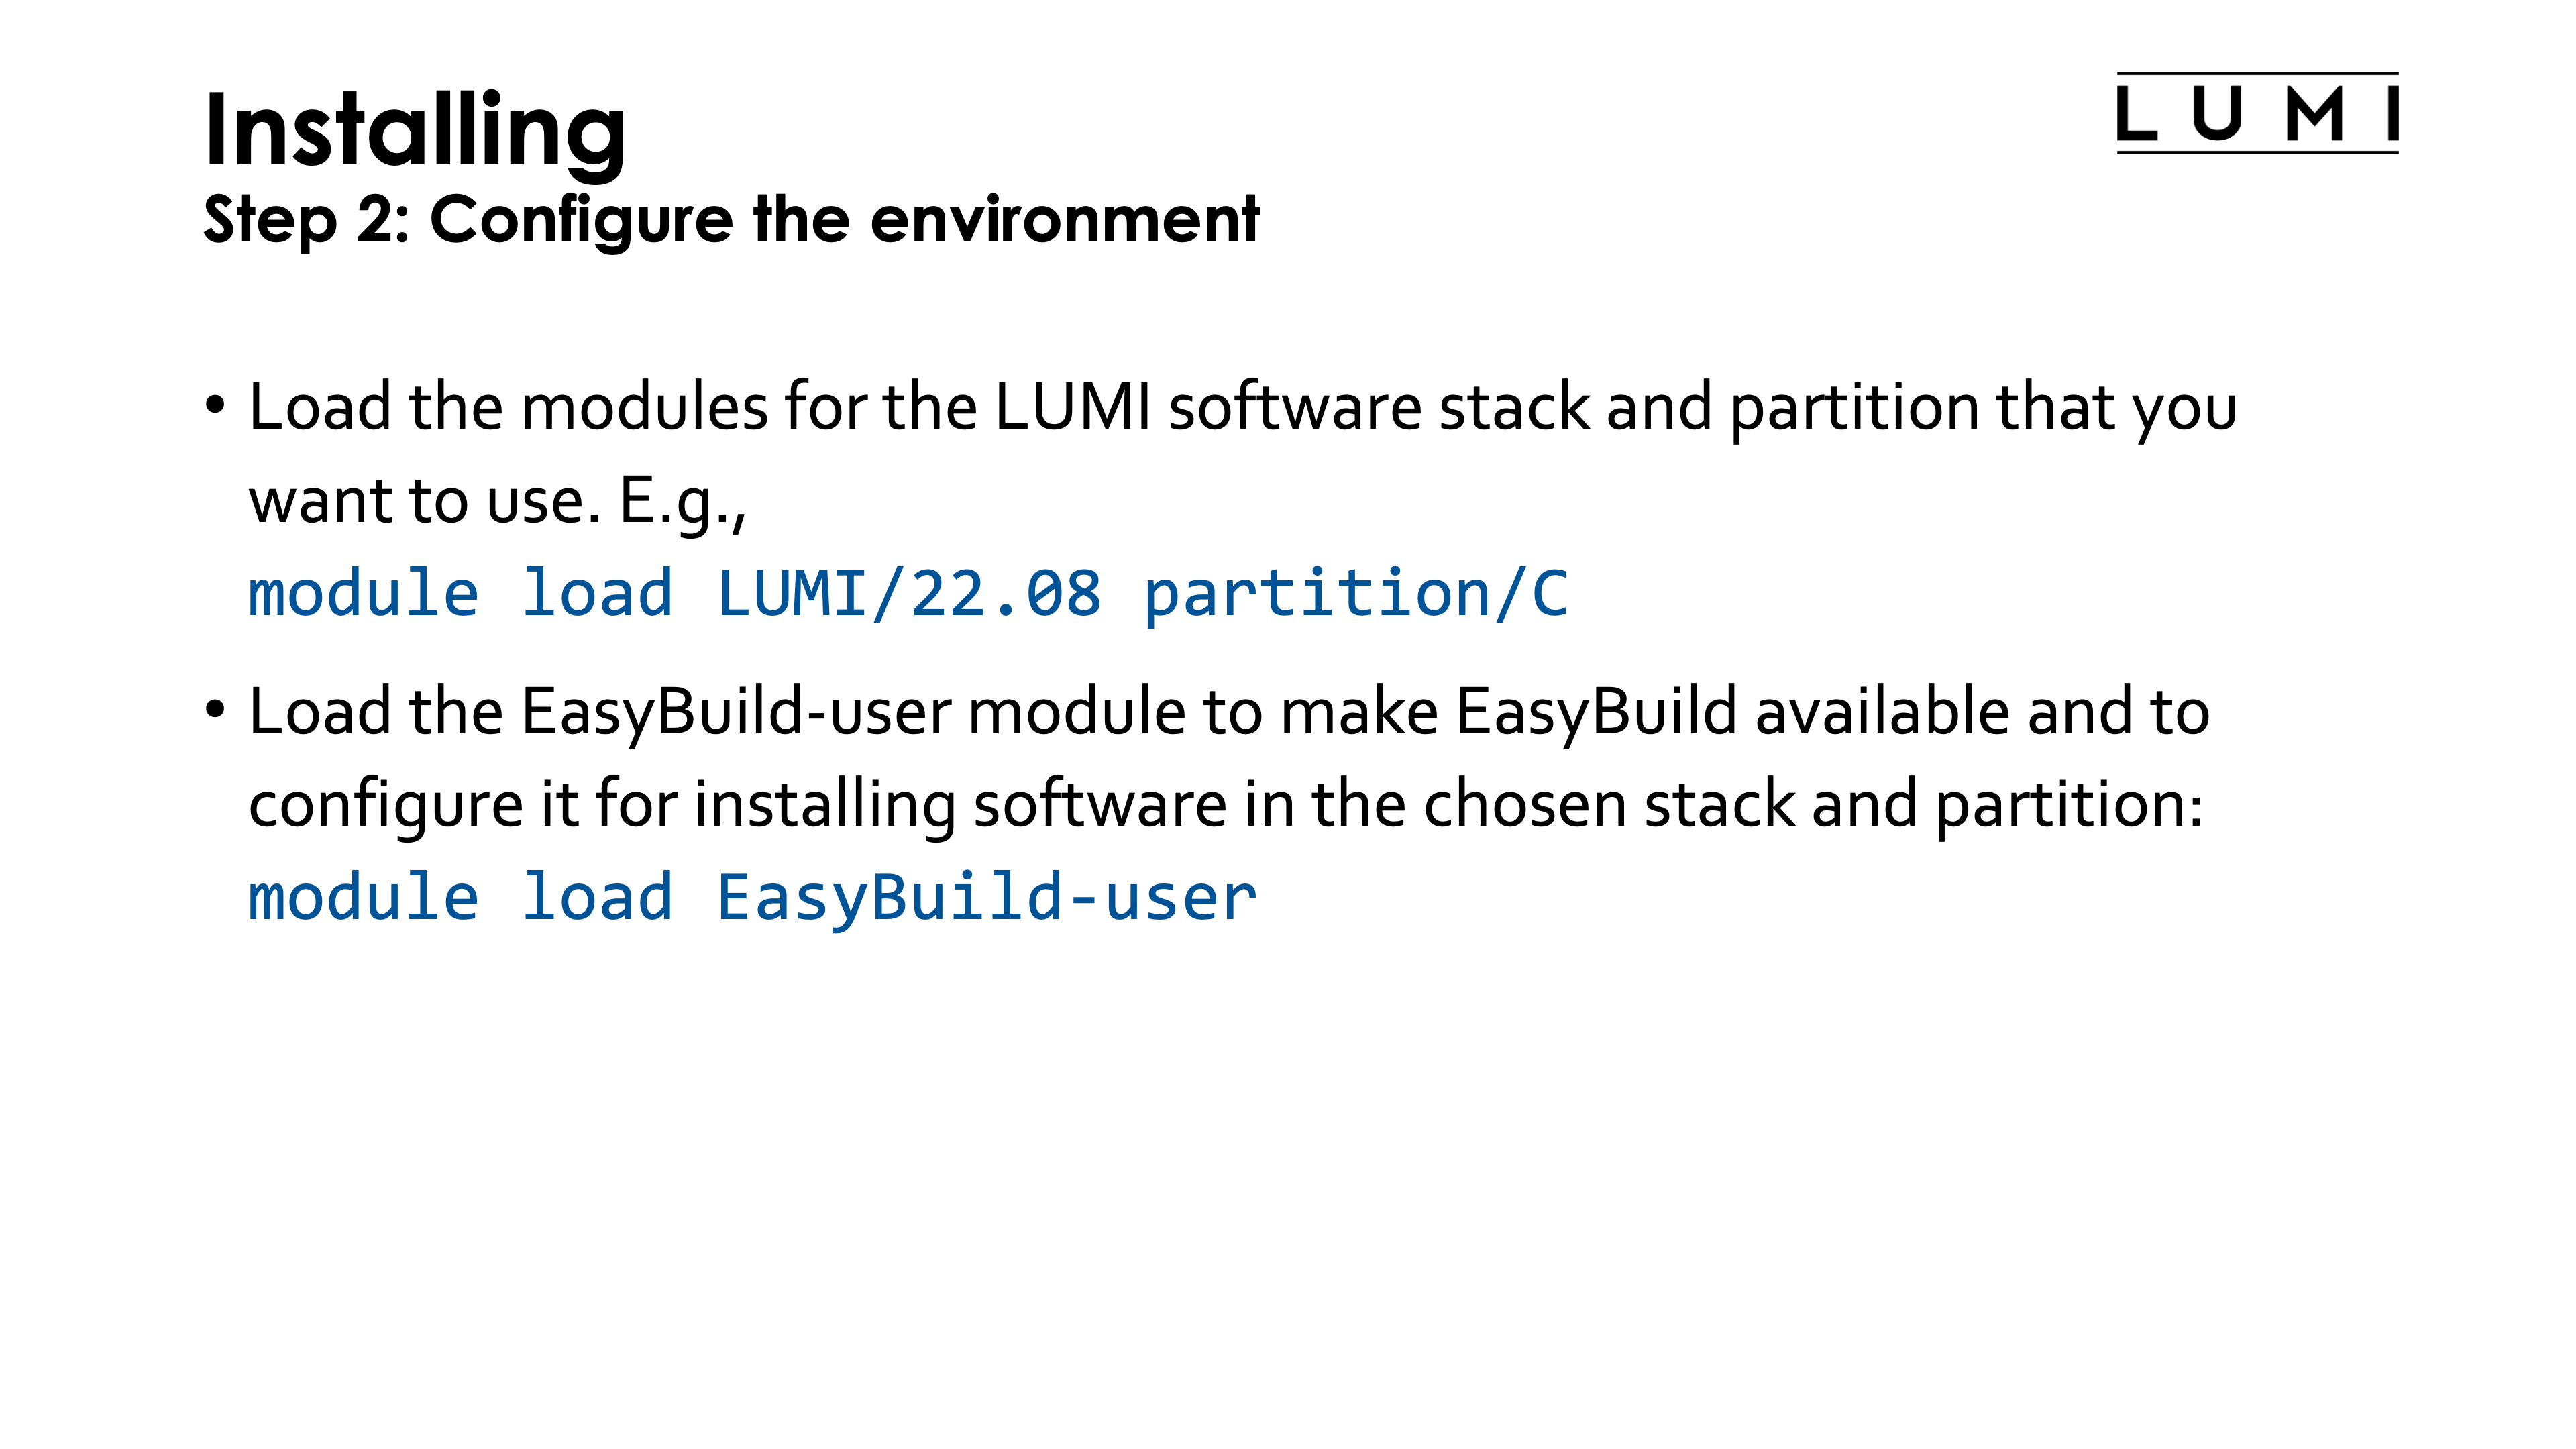 Installing
LUMI
Step 2: Configure the environment
• Load the modules for the LUMI software stack and partition that you
want to use. E.g.,
module load LUMI/22.08 partition/C
• Load the EasyBuild-user module to make EasyBuild available and to
configure it for installing software in the chosen stack and partition:
module load EasyBuild-user